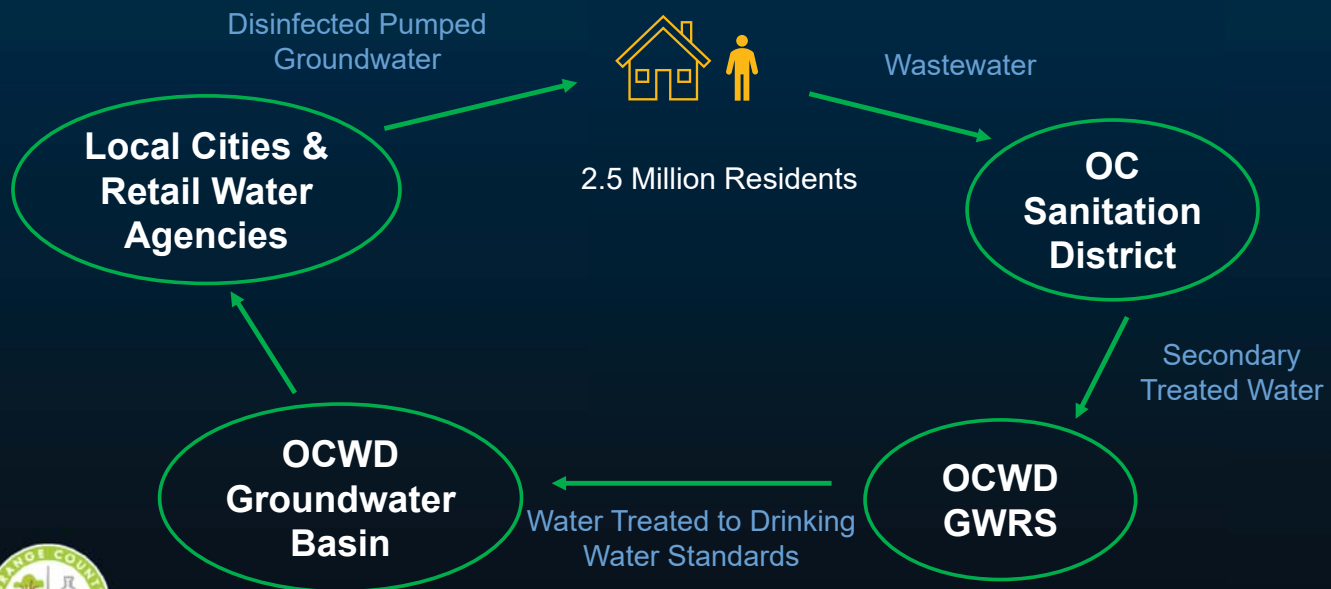 Disinfected Pumped
Groundwater
Wastewater
Local Cities &
Retail Water
Agencies
2.5 Million Residents
OC
Sanitation
District
Secondary
Treated Water
OCWD
Groundwater
Basin
Water Treated to Drinking
Water Standards
OCWD
GWRS